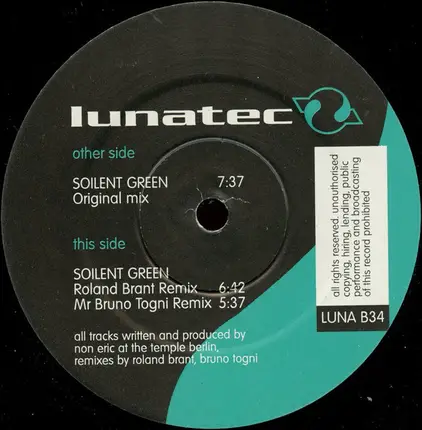 lunatec
other side
SOILENT GREEN 7:37
Original mix
this side
SOILENT GREEN
Roland Brant Remix 6:42
Mr Bruno Togni Remix 5:37
all tracks written and produced by
non eric at the temple berlin,
remixes by roland brant, bruno togni
all rights reserved. unauthorised
copying, hiring, lending, public
performance and broadcasting
of this record prohibited
LUNA B34